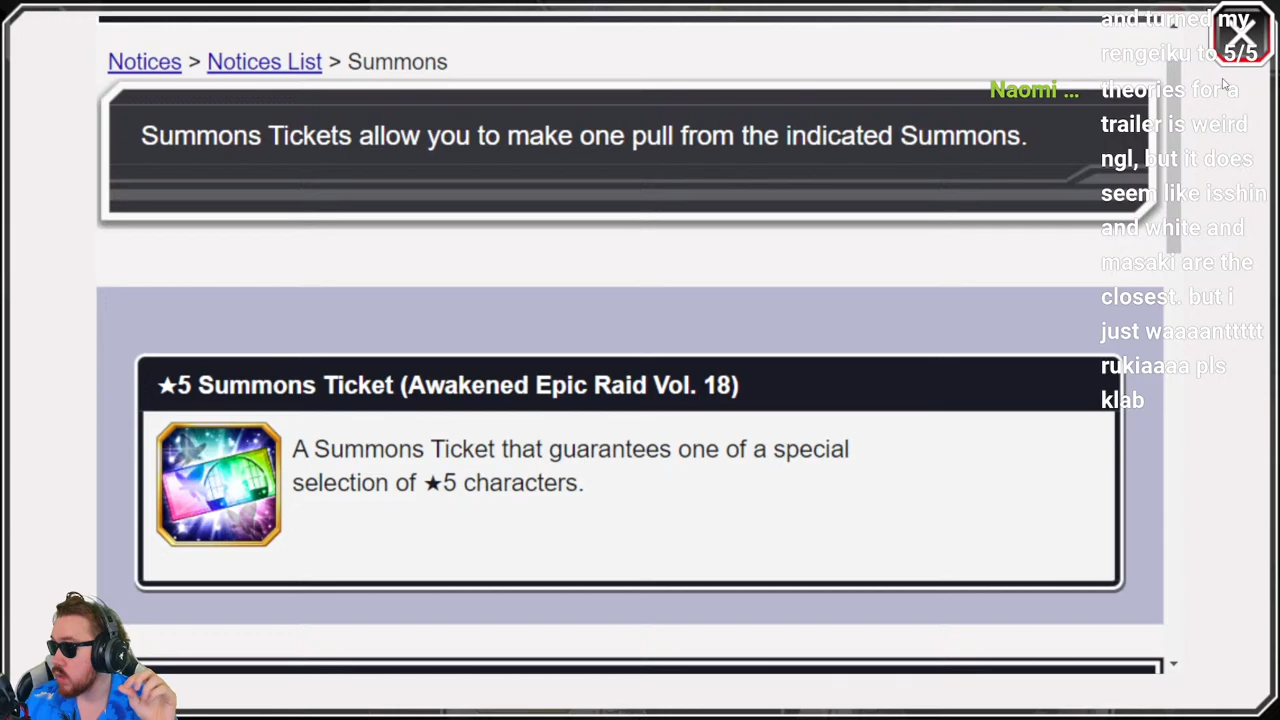 Notices > Notices List > Summons
Summons Tickets allow you to make one pull from the indicated Summons.
★5 Summons Ticket (Awakened Epic Raid Vol. 18)
A Summons Ticket that guarantees one of a special
selection of ★5 characters.
Naomi ...
and turned my
rengeiku to 5/5
theories for a
trailer is weird
ngl, but it does
seem like isshin
and white and
masaki are the
closest. but i
just waaaanttttt
rukiaaaa pls
klab